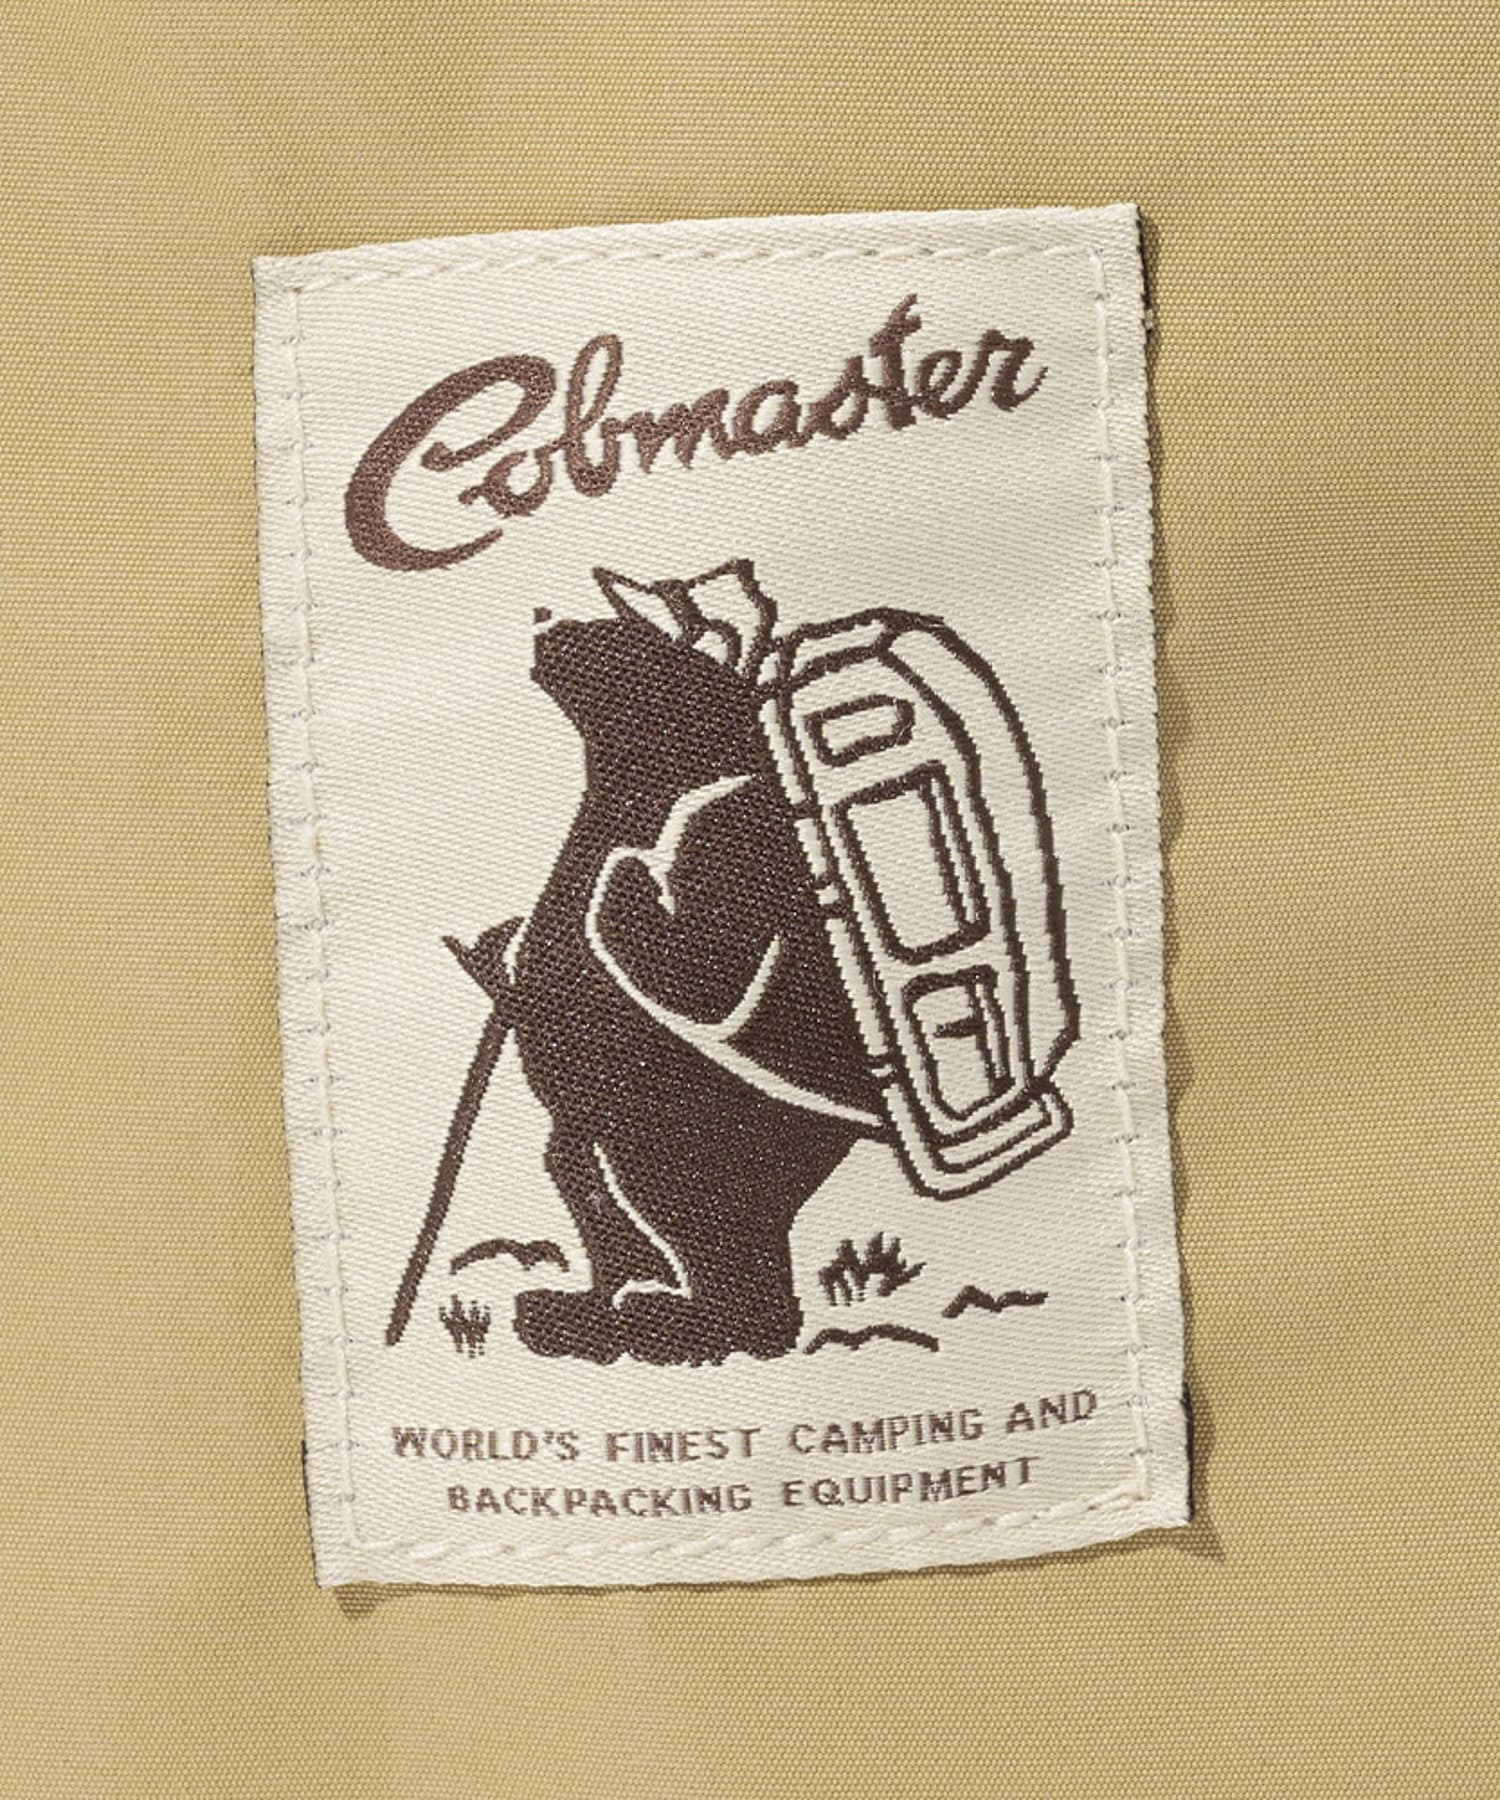 Cobmaster
WORLD'S FINEST CAMPING AND
BACKPACKING EQUIPMENT